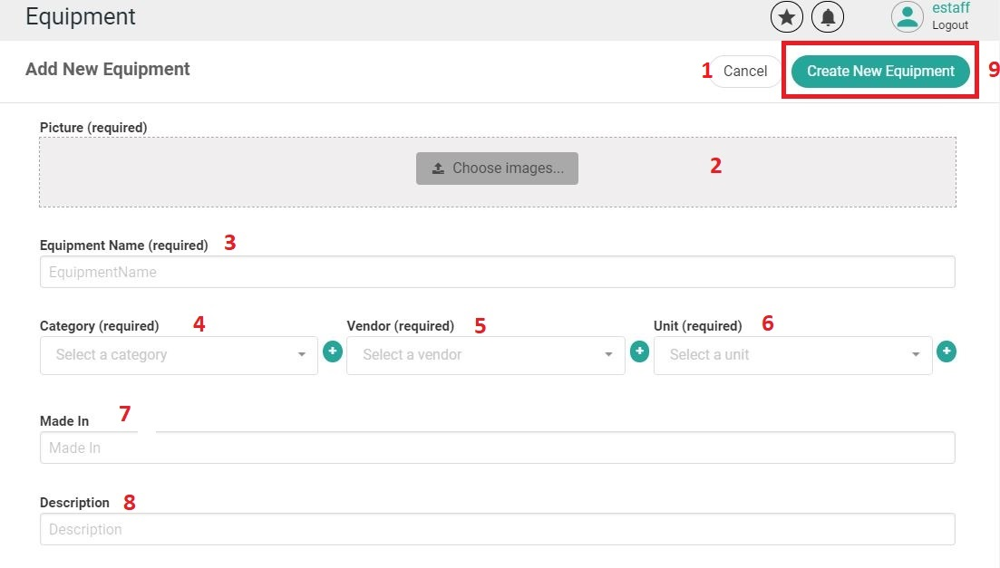 Equipment
estaff
Logout
Add New Equipment
1 Cancel Create New Equipment 9
Picture (required)
Choose images... 2
Equipment Name (required) 3
EquipmentName
Category (required) 4 Vendor (required) 5 Unit (required) 6
Select a category + Select a vendor + Select a unit +
Made In 7
Made In
Description 8
Description